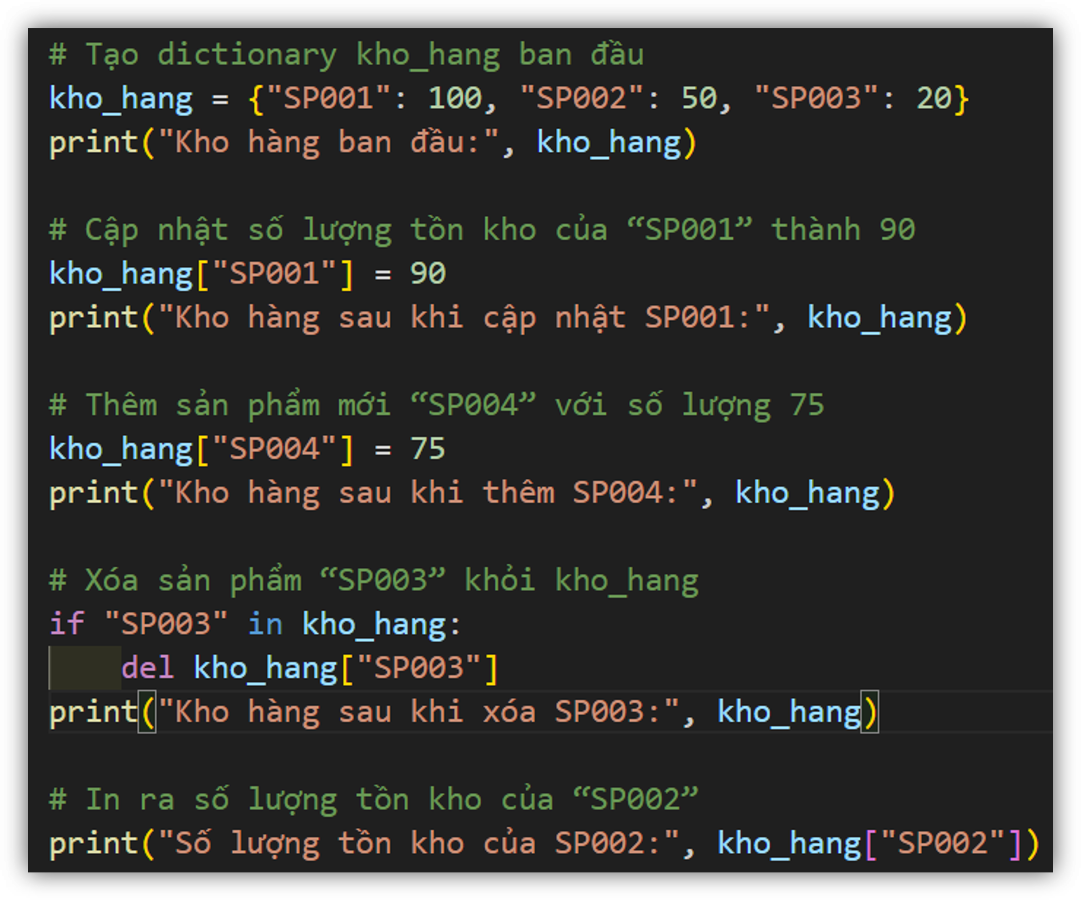 # Tạo dictionary kho_hang ban đầu
kho_hang = {"SP001": 100, "SP002": 50, "SP003": 20}
print("Kho hàng ban đầu:", kho_hang)
# Cập nhật số lượng tồn kho của “SP001” thành 90
kho_hang["SP001"] = 90
print("Kho hàng sau khi cập nhật SP001:", kho_hang)
# Thêm sản phẩm mới “SP004” với số lượng 75
kho_hang["SP004"] = 75
print("Kho hàng sau khi thêm SP004:", kho_hang)
# Xóa sản phẩm “SP003” khỏi kho_hang
if "SP003" in kho_hang:
    del kho_hang["SP003"]
print("Kho hàng sau khi xóa SP003:", kho_hang)
# In ra số lượng tồn kho của “SP002”
print("Số lượng tồn kho của SP002:", kho_hang["SP002"])